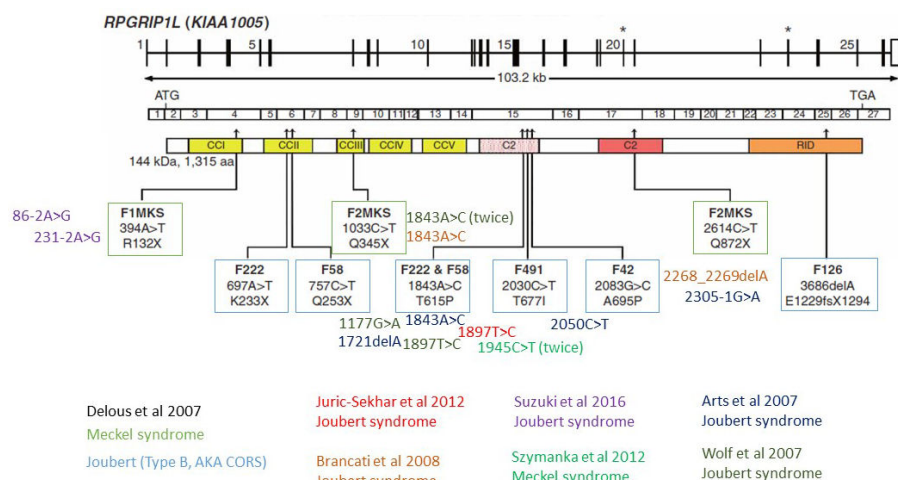 RPGRIP1L (KIAA1005)
1 5 10 15 20 25
* *
103.2 kb
ATG TGA
1 2 3 4 5 6 7 8 9 10 11 12 13 14 15 16 17 18 19 20 21 22 23 24 25 26 27
CCI CCII CCIII CCIV CCV C2 C2 RID
144 kDa, 1,315 aa
86-2A>G
231-2A>G
F1MKS
394A>T
R132X
F2MKS
1033C>T
Q345X
1843A>C (twice)
1843A>C
F2MKS
2614C>T
Q872X
F222
697A>T
K233X
F58
757C>T
Q253X
F222 & F58
1843A>C
T615P
F491
2030C>T
T677I
F42
2083G>C
A695P
2268_2269delA
2305-1G>A
F126
3686delA
E1229fsX1294
1177G>A
1721delA
1843A>C
1897T>C
1897T>C
1945C>T (twice)
2050C>T
Delous et al 2007
Meckel syndrome
Joubert (Type B, AKA CORS)
Juric-Sekhar et al 2012
Joubert syndrome
Brancati et al 2008
Joubert syndrome
Suzuki et al 2016
Joubert syndrome
Szymanka et al 2012
Meckel syndrome
Arts et al 2007
Joubert syndrome
Wolf et al 2007
Joubert syndrome